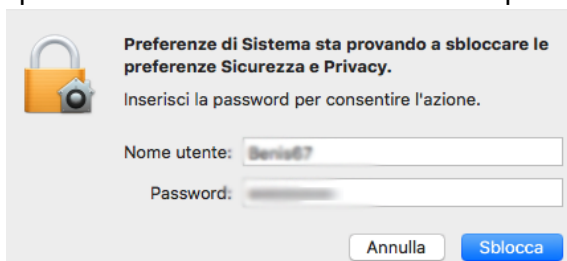 Preferenze di Sistema sta provando a sbloccare le
preferenze Sicurezza e Privacy.
Inserisci la password per consentire l'azione.
Nome utente:
Password:
Annulla Sblocca